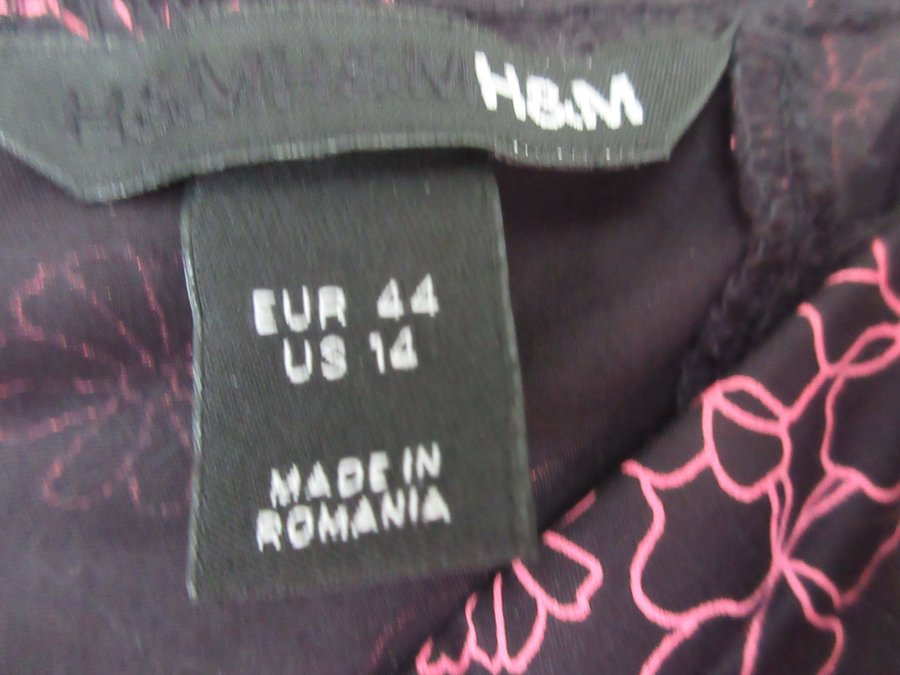 H&M H&M H&M
EUR 44
US 14
MADE IN
ROMANIA